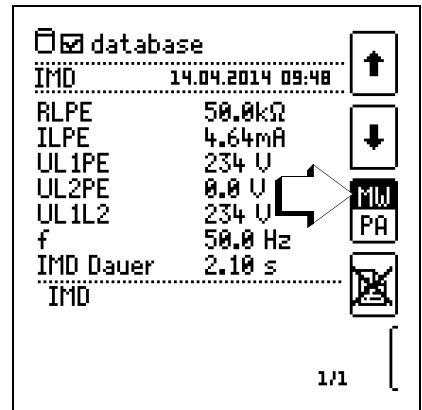 database
IMD 14.04.2014 09:48
RLPE 50.0kΩ
ILPE 4.64mA
UL1PE 234 V
UL2PE 0.0 V
UL1L2 234 V
f 50.0 Hz
IMD Dauer 2.10 s
IMD
MW
PA
1/1